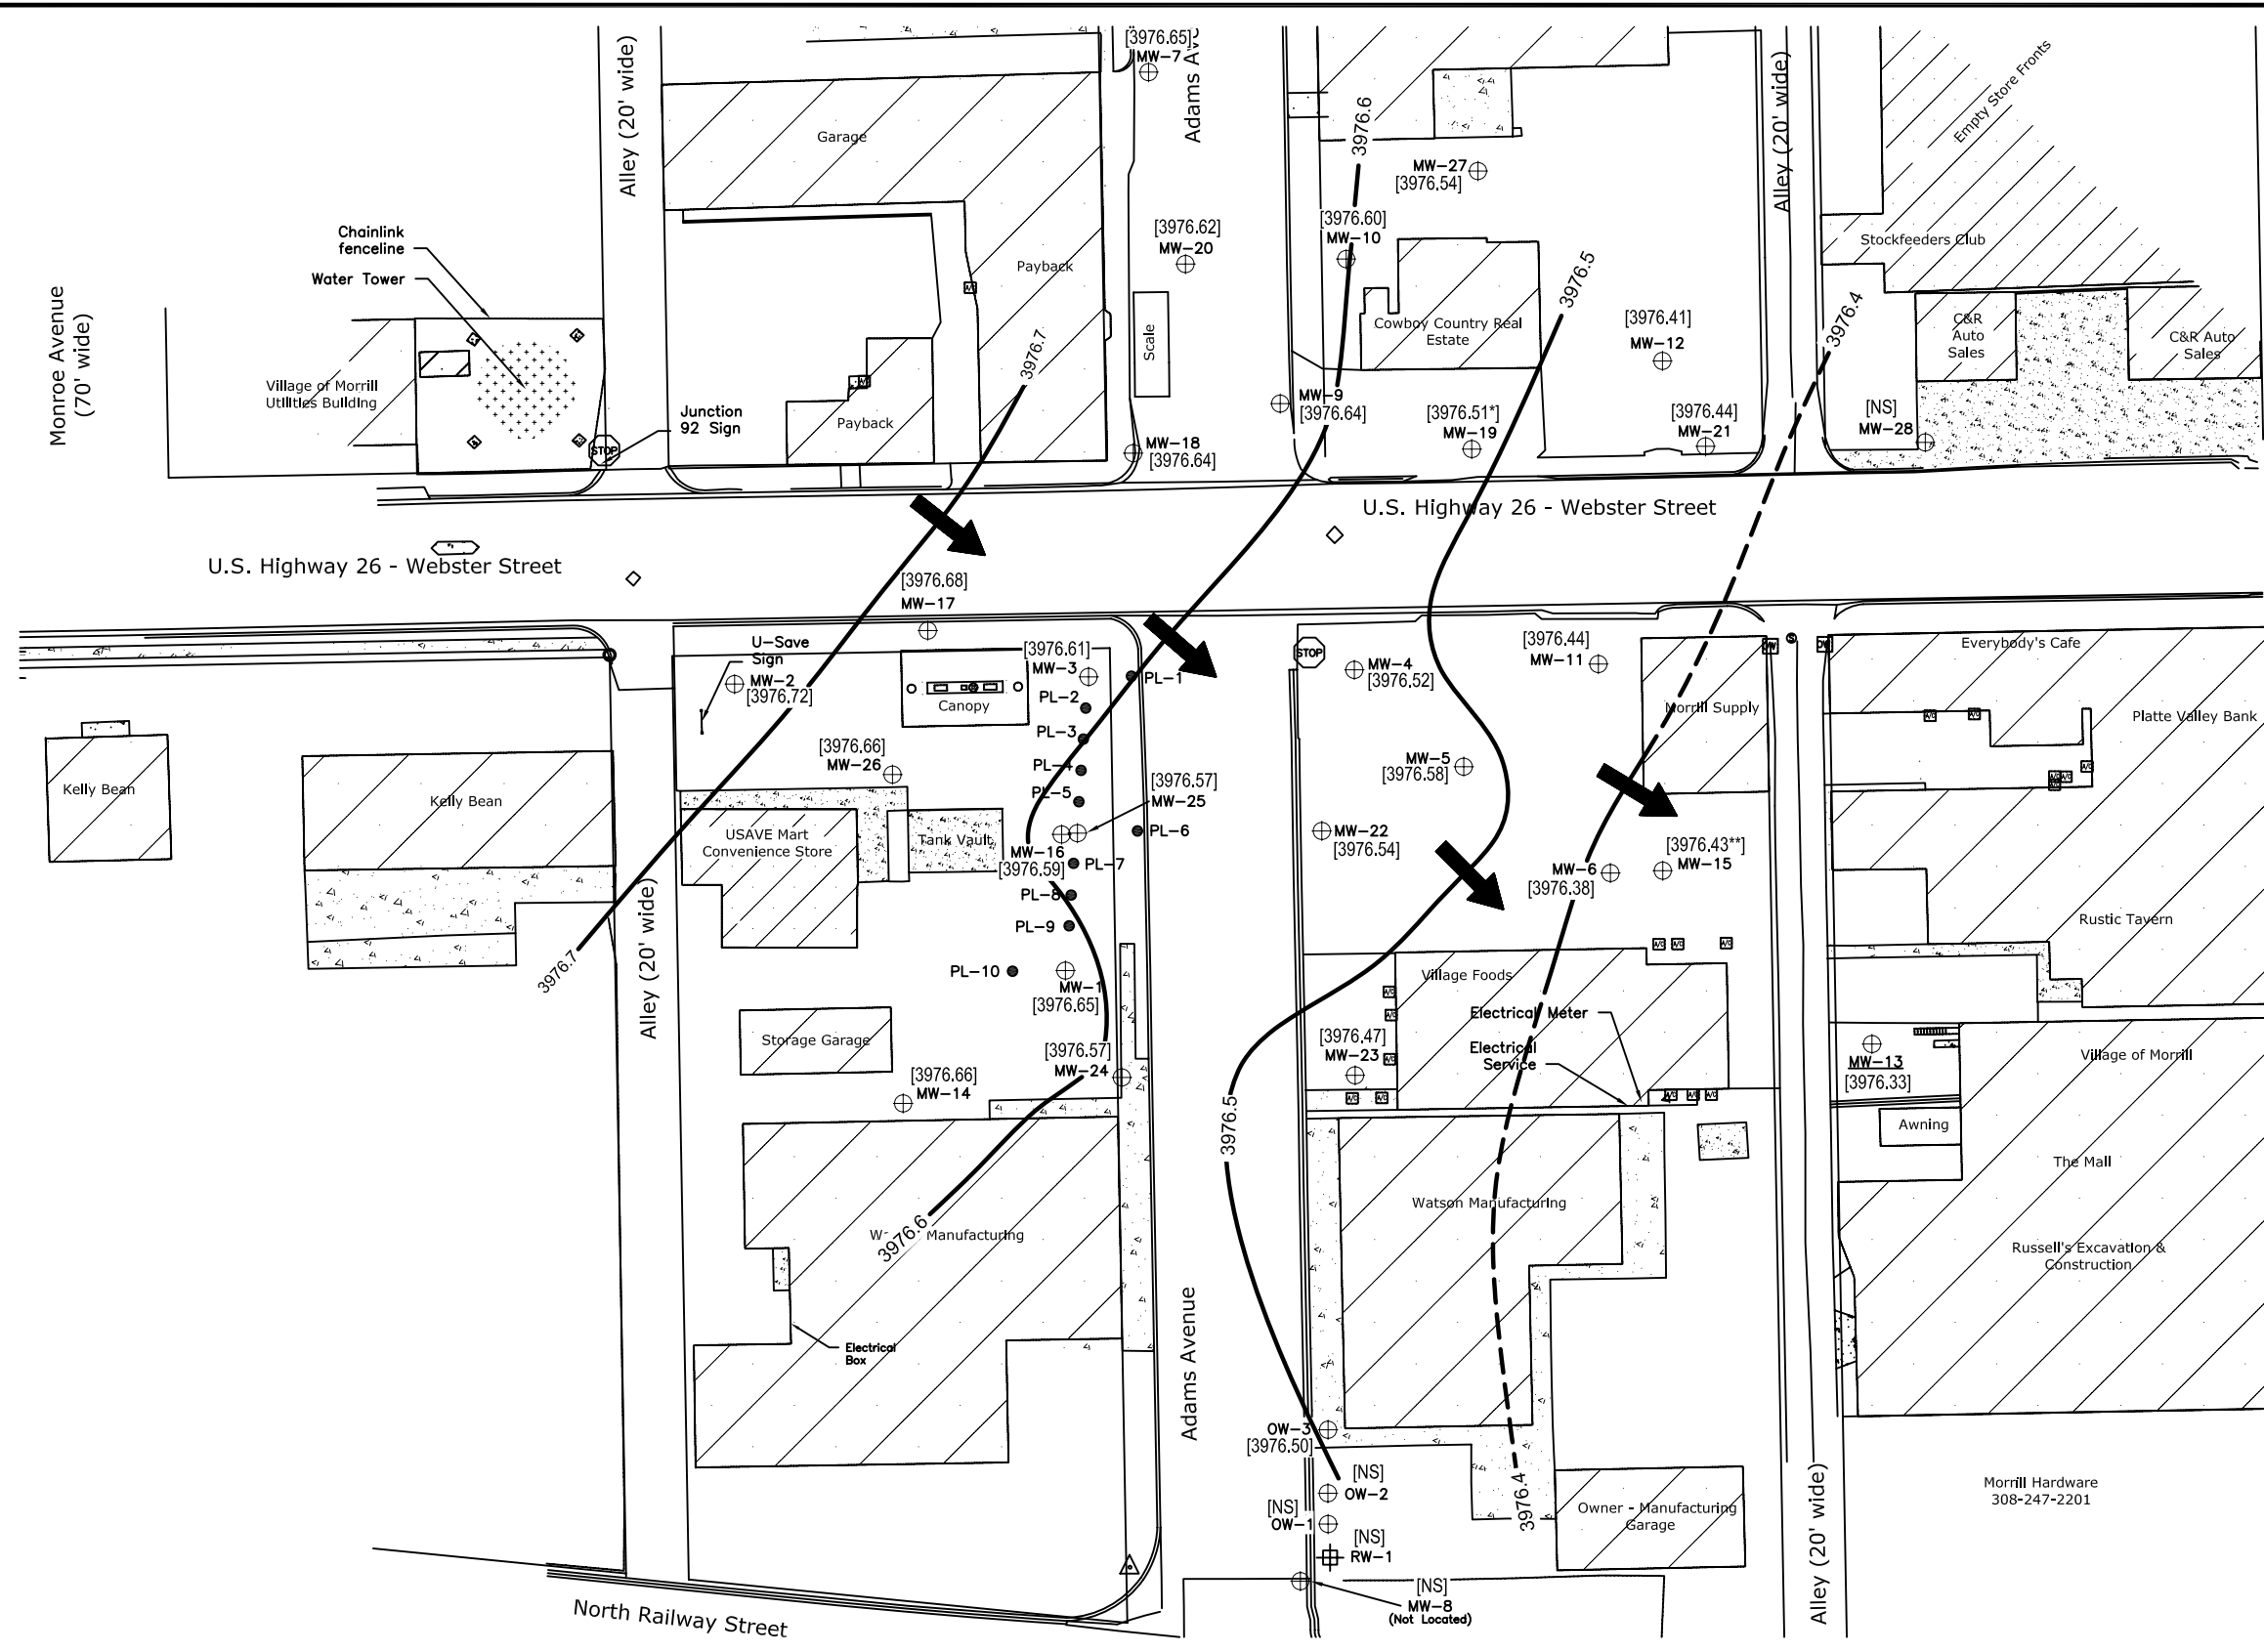 [3976.65]
MW-7
Adams Av
Alley (20' wide)
Garage
3976.6
MW-27
[3976.54]
Alley (20' wide)
Empty Store Fronts
Chainlink
fenceline
Water Tower
[3976.62]
MW-20
[3976.60]
MW-10
Stockfeeders Club
Payback
3976.5
Monroe Avenue
(70' wide)
Scale
Cowboy Country Real
Estate
[3976.41]
MW-12
3976.4
C&R
Auto
Sales
C&R Auto
Sales
3976.7
Village of Morrill
Utilities Building
Junction
92 Sign
Payback
MW-9
[3976.64]
[3976.51*]
MW-19
[3976.44]
MW-21
[NS]
MW-28
STOP
MW-18
[3976.64]
U.S. Highway 26 - Webster Street
U.S. Highway 26 - Webster Street
[3976.68]
MW-17
U-Save
Sign
MW-2
[3976.72]
[3976.61]
MW-3
PL-1
STOP
MW-4
[3976.52]
[3976.44]
MW-11
Everybody's Cafe
PL-2
Canopy
PL-3
Morrill Supply
Platte Valley Bank
[3976.66]
MW-26
PL-4
[3976.57]
MW-25
MW-5
[3976.58]
Kelly Bean
Kelly Bean
PL-5
USAVE Mart
Convenience Store
Tank Vault
PL-6
MW-22
[3976.54]
MW-16
[3976.59]
PL-7
MW-6
[3976.38]
[3976.43**]
MW-15
PL-8
PL-9
Rustic Tavern
3976.7
Alley (20' wide)
PL-10
MW-1
[3976.65]
Village Foods
Electrical Meter
Storage Garage
[3976.57]
MW-24
[3976.47]
MW-23
Electrical
Service
MW-13
[3976.33]
Village of Morrill
[3976.66]
MW-14
3976.5
Awning
The Mall
Watson Manufacturing
3976.6
W
Manufacturing
Russell's Excavation &
Construction
Electrical
Box
Adams Avenue
OW-3
[3976.50]
[NS]
OW-2
3976.4
[NS]
OW-1
Owner - Manufacturing
Garage
Morrill Hardware
308-247-2201
[NS]
RW-1
Alley (20' wide)
[NS]
MW-8
(Not Located)
North Railway Street